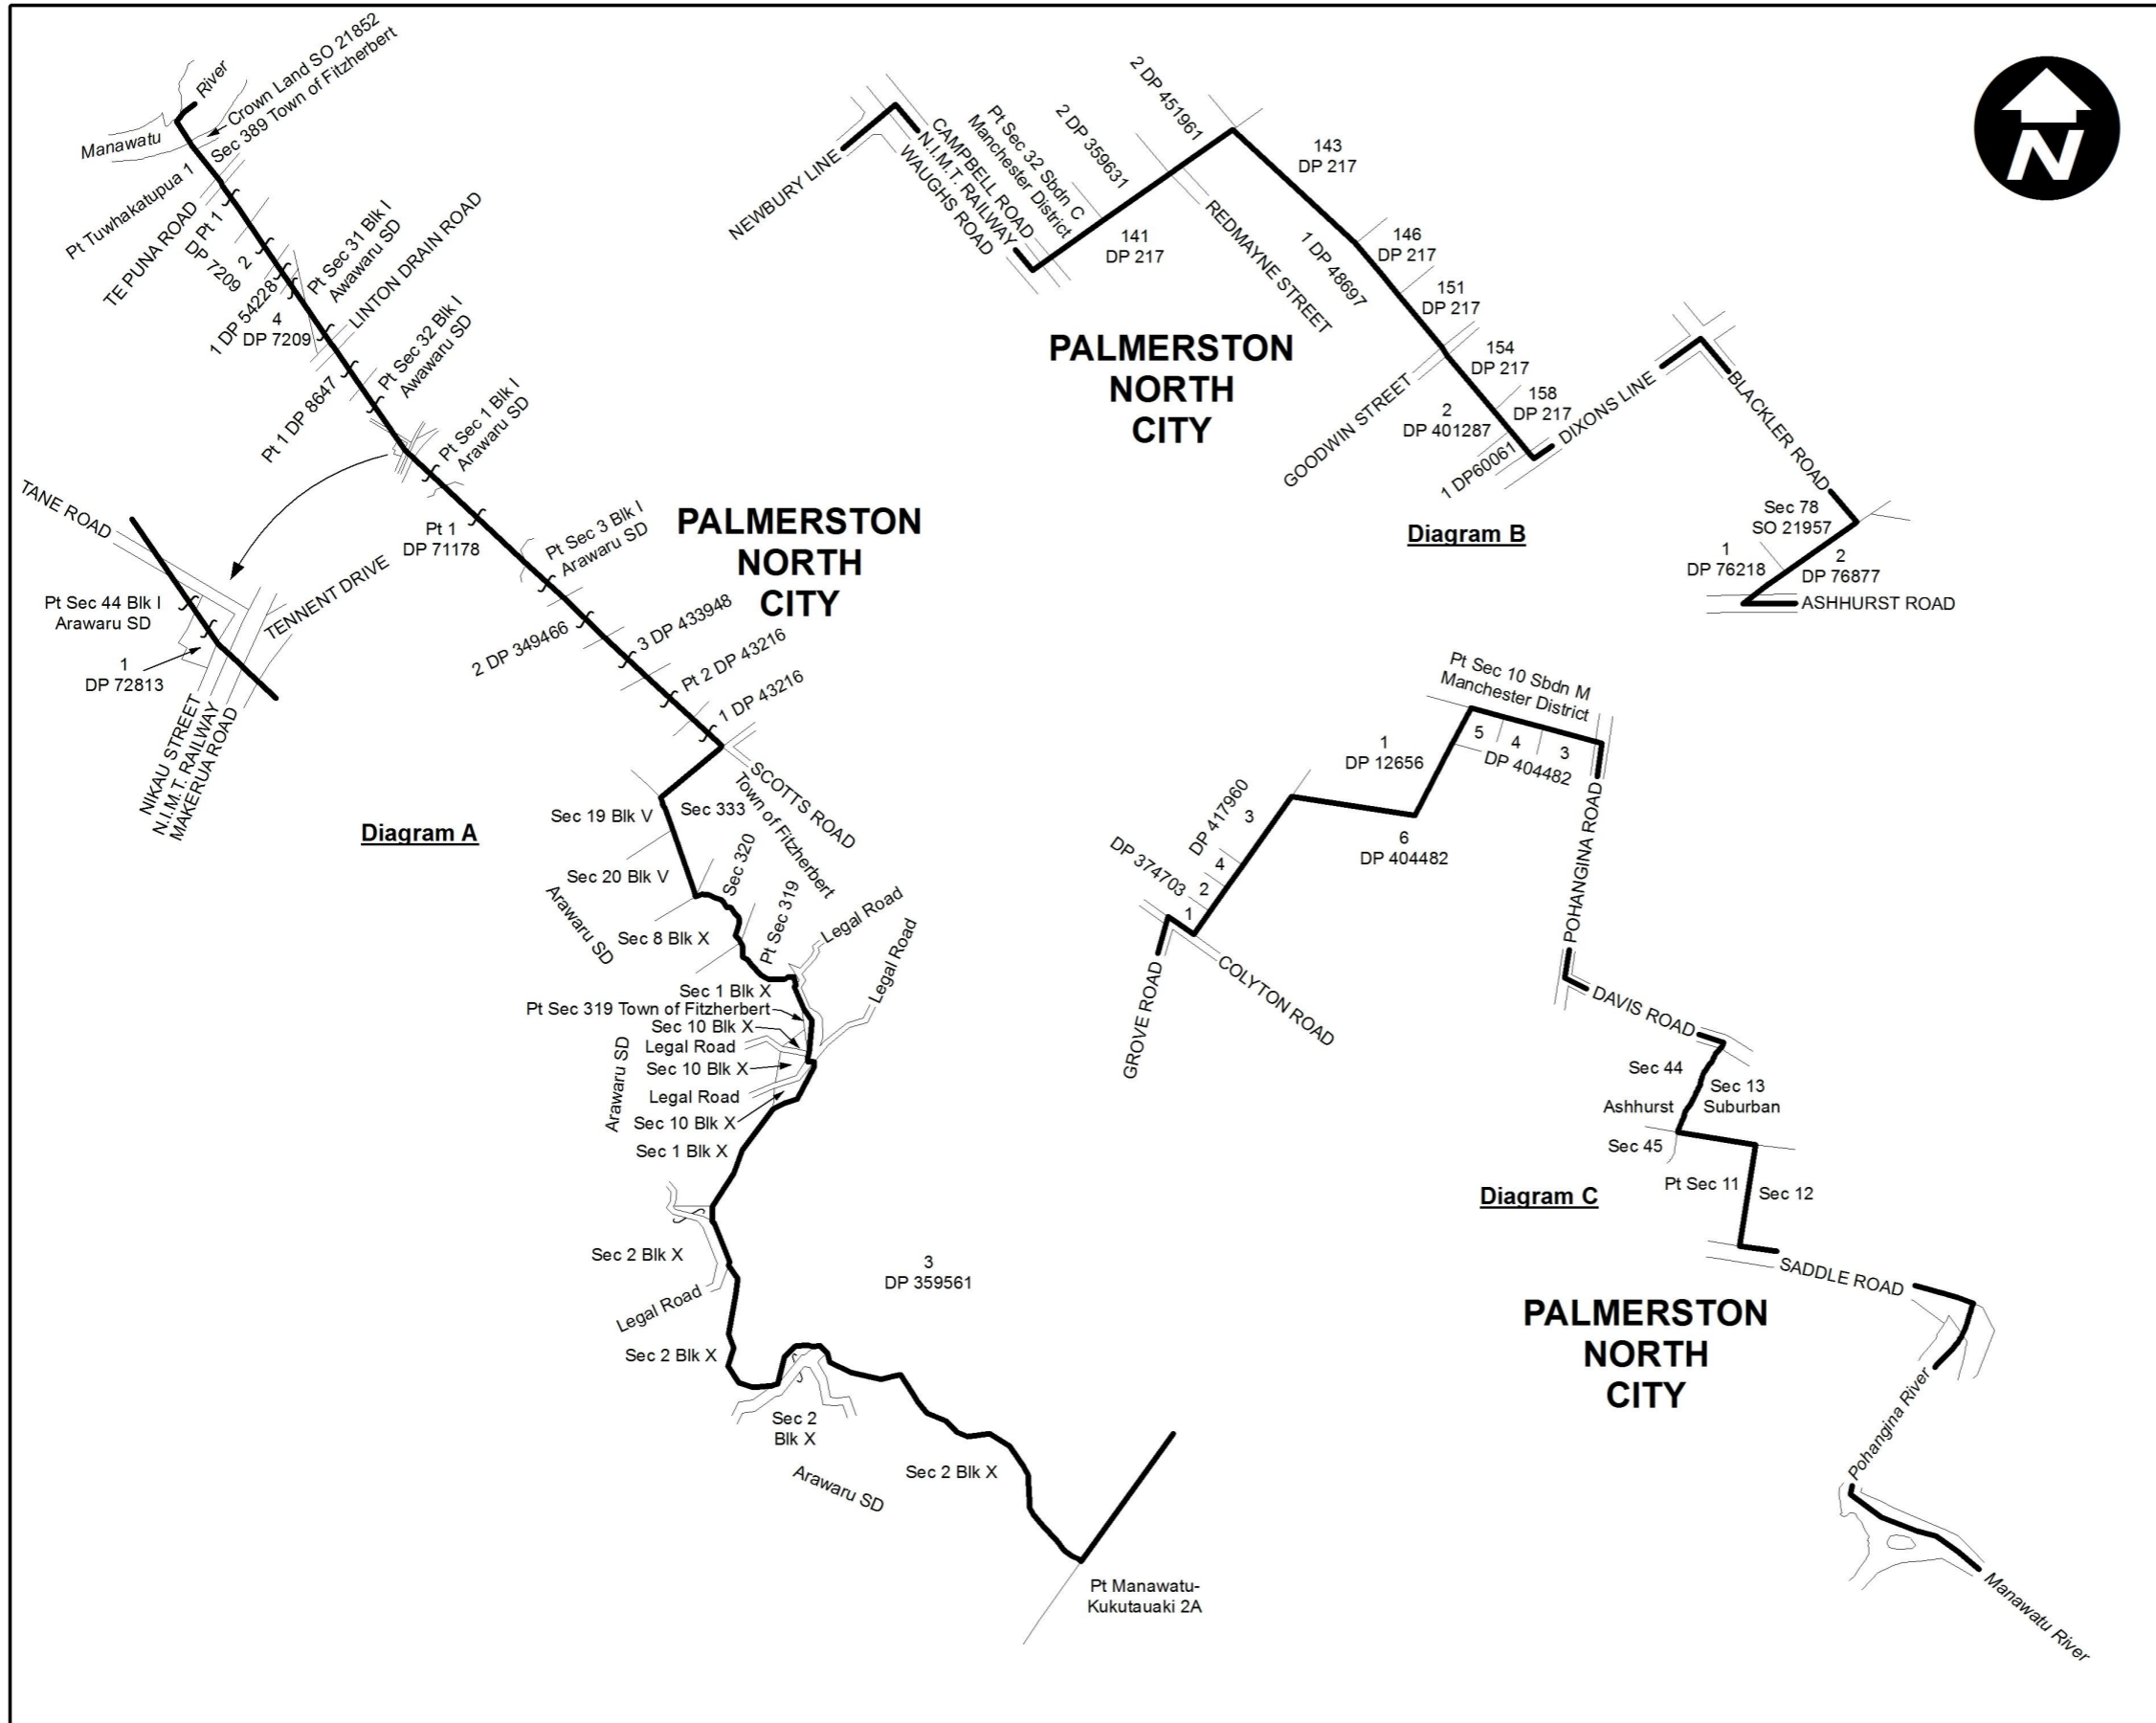 River
Crown Land SO 21852
Sec 389 Town of Fitzherbert
Manawatu
Pt Tuwhakatupua 1
TE PUNA ROAD
Pt 1
DP 7209
2
1 DP 54228
4
DP 7209
Pt Sec 31 Blk I
Awawaru SD
LINTON DRAIN ROAD
Pt 1 DP 8647
Pt Sec 32 Blk I
Awawaru SD
Pt Sec 1 Blk I
Arawaru SD
TANE ROAD
Pt Sec 44 Blk I
Arawaru SD
1
DP 72813
TENNENT DRIVE
NIKAU STREET
N.I.M.T. RAILWAY
MAKERUA ROAD
Pt 1
DP 71178
Pt Sec 3 Blk I
Arawaru SD
PALMERSTON
NORTH
CITY
2 DP 349466
3 DP 433948
Pt 2 DP 43216
1 DP 43216
SCOTTS ROAD
Town of Fitzherbert
Diagram A
Sec 19 Blk V
Sec 333
Sec 20 Blk V
Sec 320
Arawaru SD
Sec 8 Blk X
Pt Sec 319
Legal Road
Legal Road
Sec 1 Blk X
Pt Sec 319 Town of Fitzherbert
Sec 10 Blk X
Legal Road
Sec 10 Blk X
Legal Road
Sec 10 Blk X
Arawaru SD
Sec 1 Blk X
Sec 2 Blk X
Legal Road
3
DP 359561
Sec 2 Blk X
Sec 2
Blk X
Arawaru SD
Sec 2 Blk X
Pt Manawatu-
Kukutauaki 2A
NEWBURY LINE
CAMPBELL ROAD
N.I.M.T. RAILWAY
WAUGHS ROAD
Pt Sec 32 Sbdn C
Manchester District
2 DP 359631
2 DP 451961
141
DP 217
REDMAYNE STREET
143
DP 217
1 DP 48697
146
DP 217
151
DP 217
154
DP 217
158
DP 217
GOODWIN STREET
2
DP 401287
1 DP60061
DIXONS LINE
BLACKLER ROAD
PALMERSTON
NORTH
CITY
Diagram B
Sec 78
SO 21957
1
DP 76218
2
DP 76877
ASHHURST ROAD
N
Pt Sec 10 Sbdn M
Manchester District
5
4
3
DP 404482
1
DP 12656
6
DP 404482
DP 417960
3
4
DP 374703
2
1
GROVE ROAD
COLYTON ROAD
POHANGINA ROAD
DAVIS ROAD
Sec 44
Sec 13
Ashhurst
Suburban
Sec 45
Pt Sec 11
Sec 12
Diagram C
SADDLE ROAD
PALMERSTON
NORTH
CITY
Pohangina River
Manawatu River